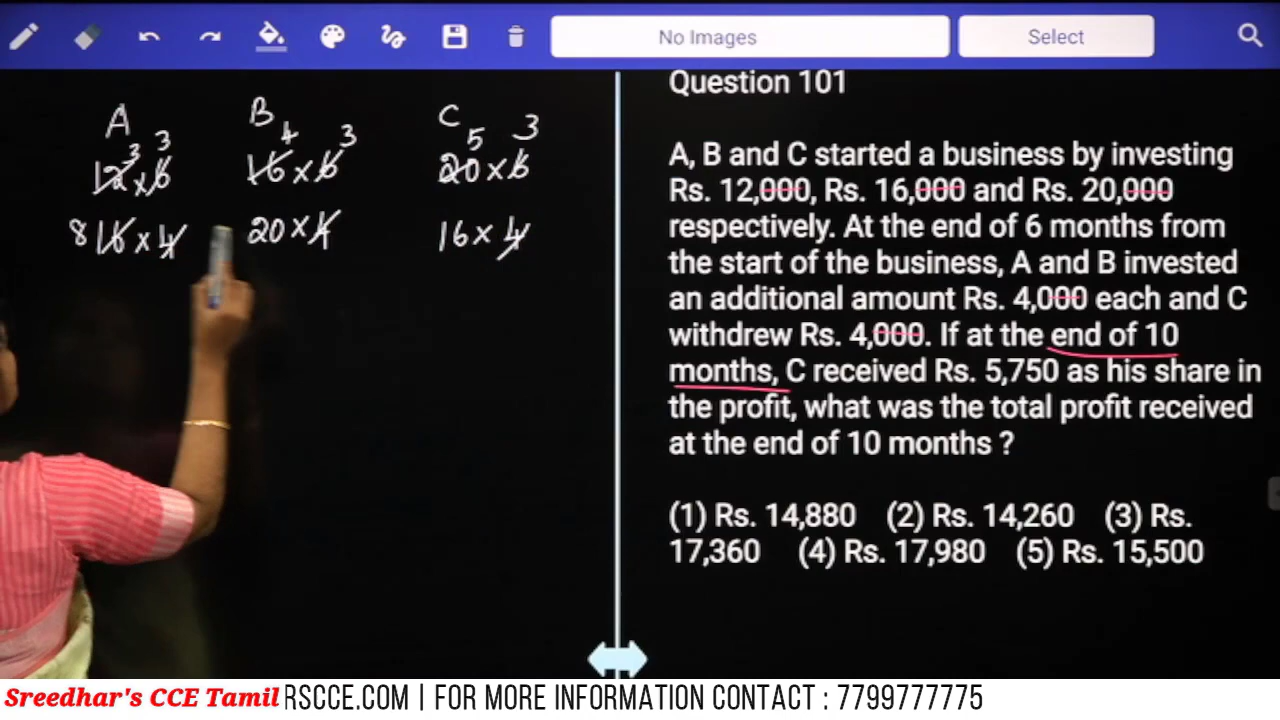 No Images
Select
Question 101
A, B and C started a business by investing
Rs. 12,000, Rs. 16,000 and Rs. 20,000
respectively. At the end of 6 months from
the start of the business, A and B invested
an additional amount Rs. 4,000 each and C
withdrew Rs. 4,000. If at the end of 10
months, C received Rs. 5,750 as his share in
the profit, what was the total profit received
at the end of 10 months ?
(1) Rs. 14,880 (2) Rs. 14,260 (3) Rs.
17,360 (4) Rs. 17,980 (5) Rs. 15,500
A B C
3 3 4 3 5 3
12 × 6 16 × 6 20 × 6
8 16 × 4 20 × 4 16 × 4
Sreedhar's CCE Tamil RSCCE.COM | FOR MORE INFORMATION CONTACT : 7799777775